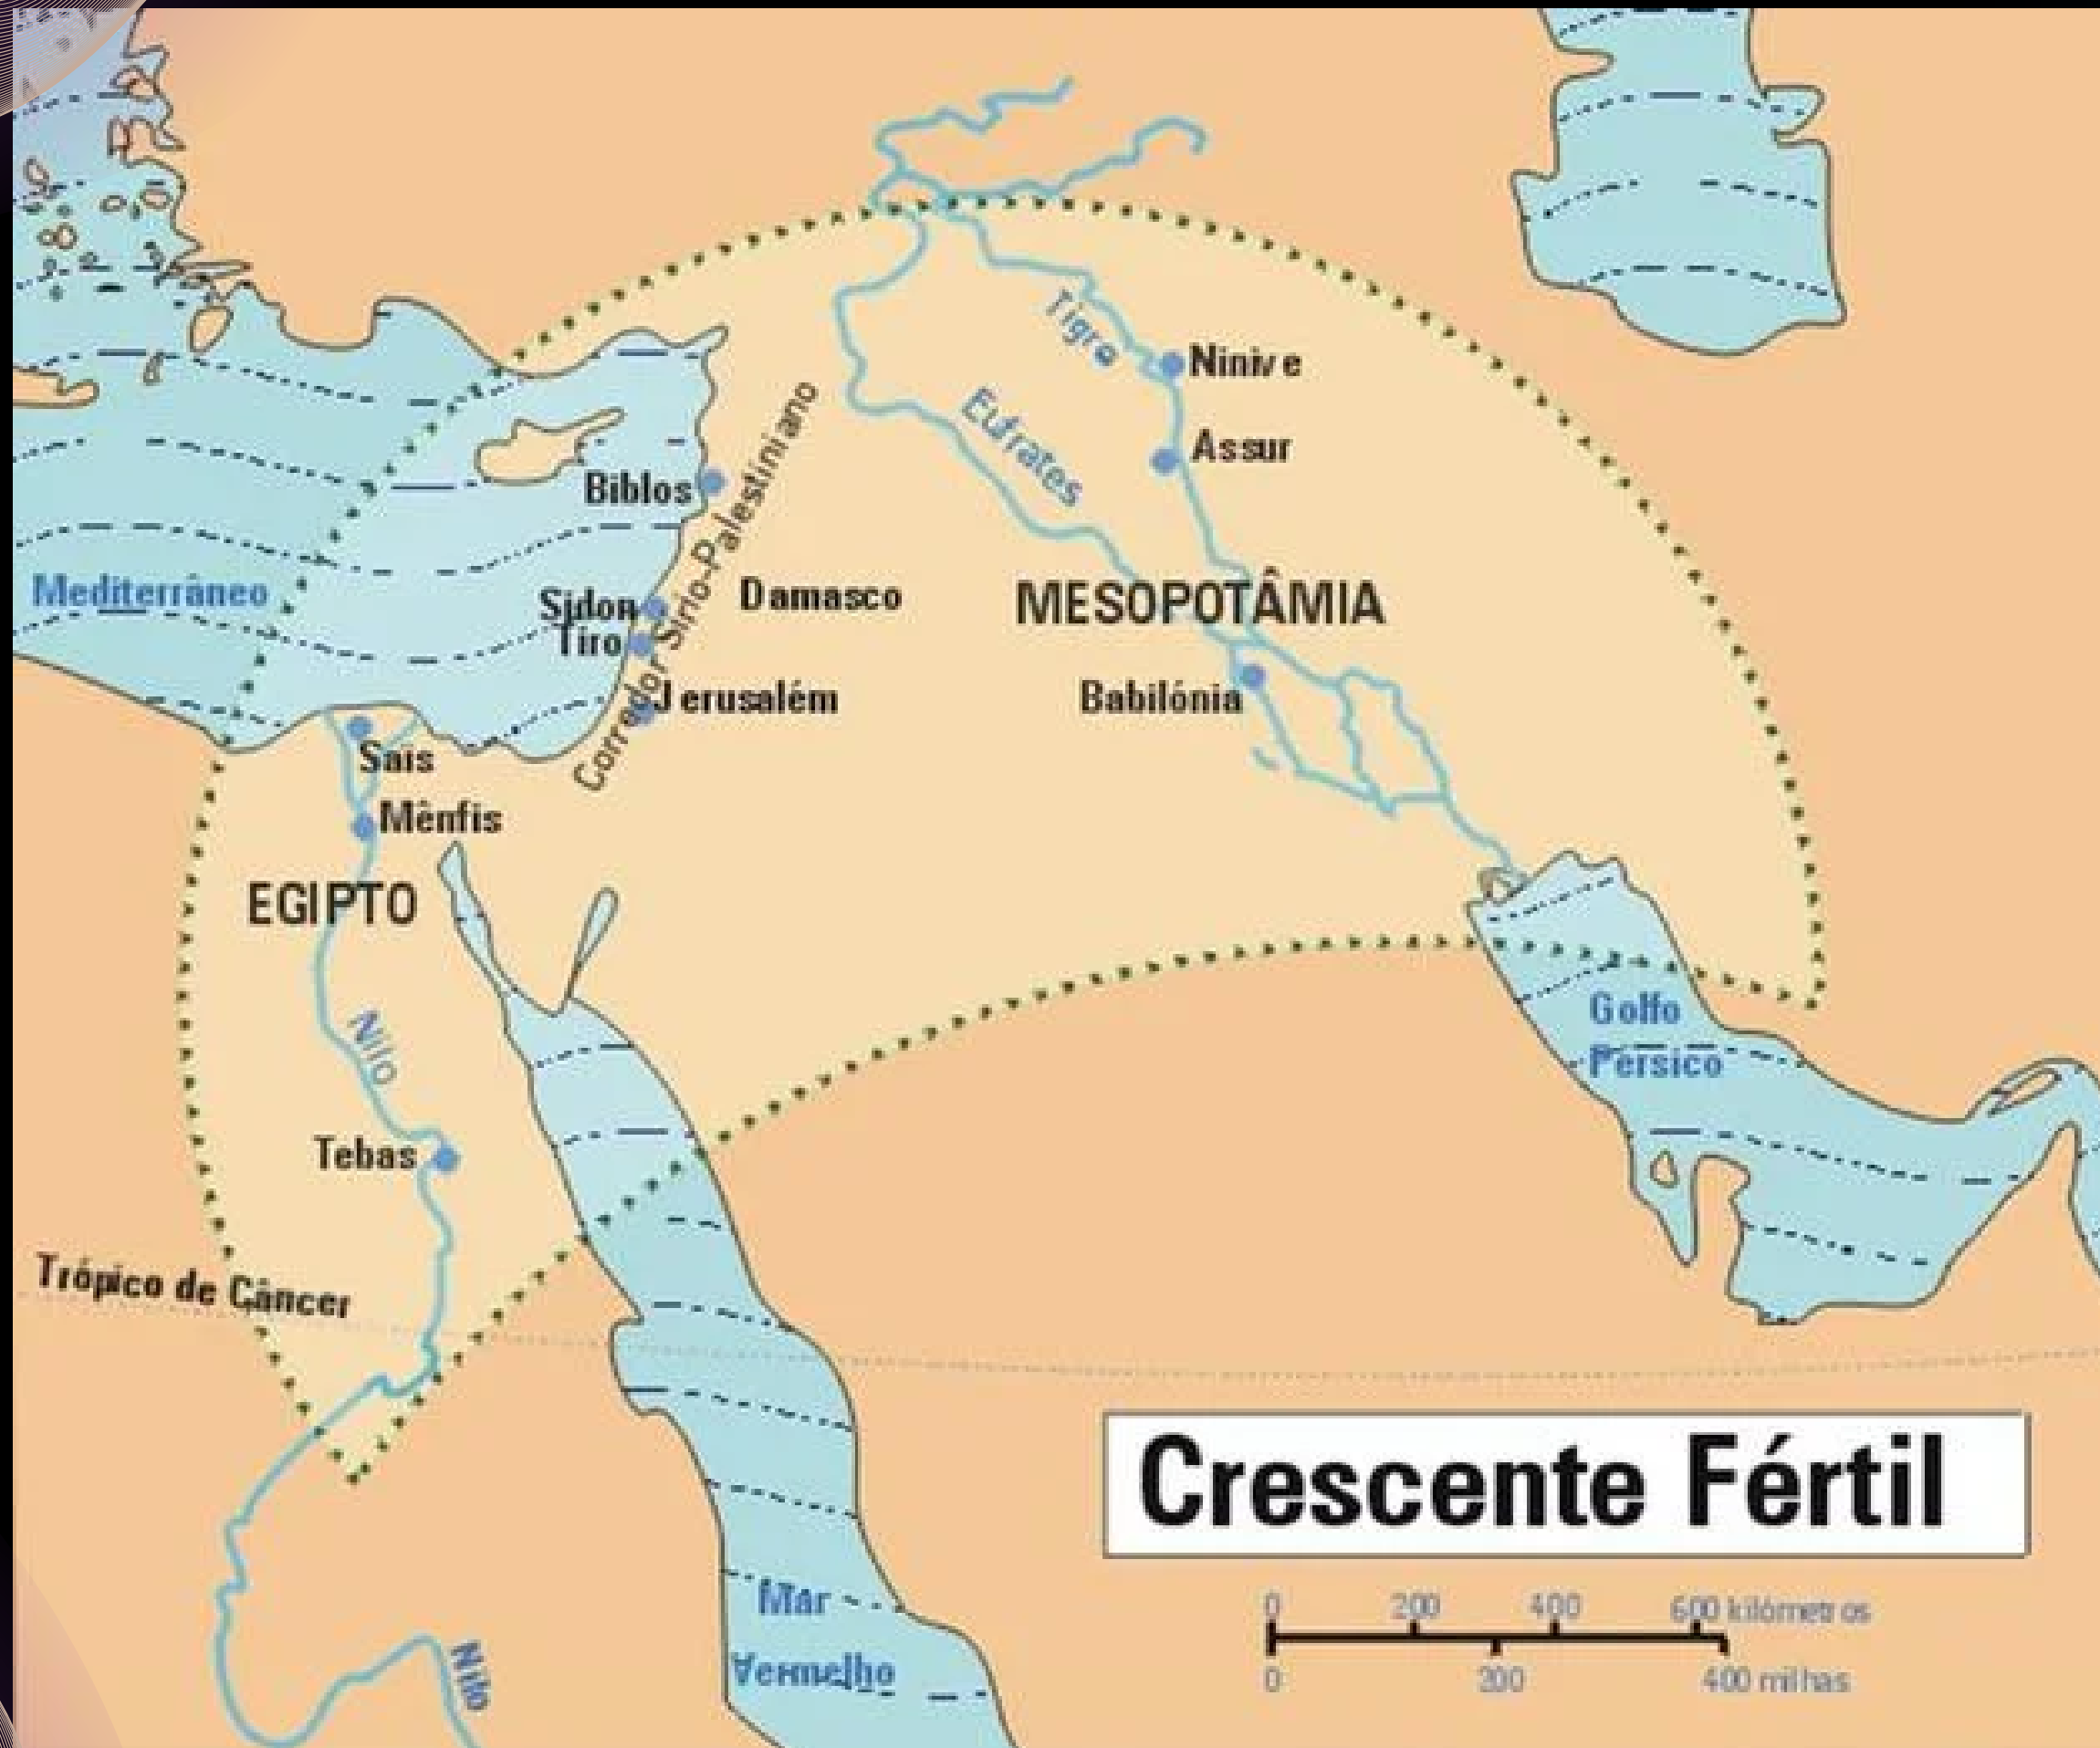 Tigre
Ninive
Eufrates
Assur
Biblos
Corredor Sirio-Palestiniano
Mediterrâneo
Sidon
Damasco
MESOPOTÂMIA
Tiro
Jerusalém
Babilónia
Sais
Mênfis
EGIPTO
Nilo
Golfo
Pérsico
Tebas
Trópico de Câncer
Crescente Fértil
Mar
Vermelho
Nilo
0 200 400 600 kilómetros
0 200 400 milhas